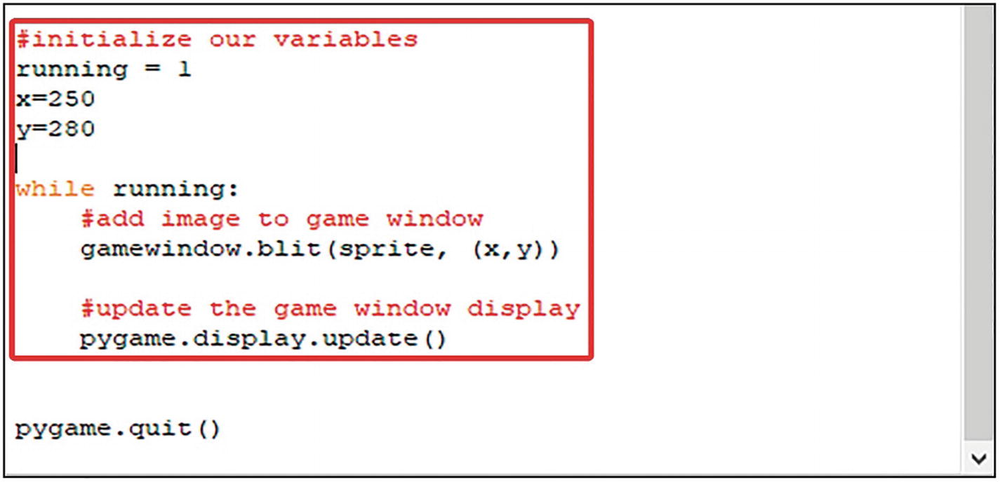 #initialize our variables
running = 1
x=250
y=280
while running:
    #add image to game window
    gamewindow.blit(sprite, (x,y))
    #update the game window display
    pygame.display.update()
pygame.quit()